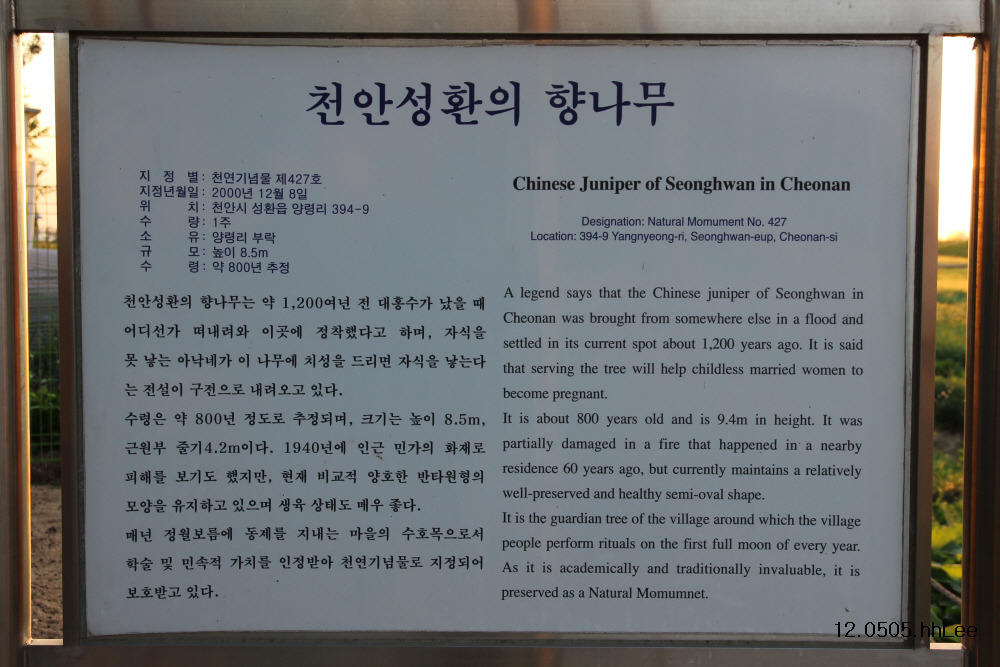 천안성환의 향나무
지 정 별 : 천연기념물 제427호
지정년월일 : 2000년 12월 8일
위 치 : 천안시 성환읍 양령리 394-9
수 량 : 1주
소 유 : 양령리 부락
규 모 : 높이 8.5m
수 령 : 약 800년 추정
천안성환의 향나무는 약 1,200여년 전 대홍수가 났을 때
어디선가 떠내려와 이곳에 정착했다고 하며, 자식을
못 낳는 아낙네가 이 나무에 치성을 드리면 자식을 낳는다
는 전설이 구전으로 내려오고 있다.
수령은 약 800년 정도로 추정되며, 크기는 높이 8.5m,
근원부 줄기4.2m이다. 1940년에 인근 민가의 화재로
피해를 보기도 했지만, 현재 비교적 양호한 반타원형의
모양을 유지하고 있으며 생육 상태도 매우 좋다.
매년 정월보름에 동제를 지내는 마을의 수호목으로서
학술 및 민속적 가치를 인정받아 천연기념물로 지정되어
보호받고 있다.
Chinese Juniper of Seonghwan in Cheonan
Designation: Natural Momument No. 427
Location: 394-9 Yangnyeong-ri, Seonghwan-eup, Cheonan-si
A legend says that the Chinese juniper of Seonghwan in
Cheonan was brought from somewhere else in a flood and
settled in its current spot about 1,200 years ago. It is said
that serving the tree will help childless married women to
become pregnant.
It is about 800 years old and is 9.4m in height. It was
partially damaged in a fire that happened in a nearby
residence 60 years ago, but currently maintains a relatively
well-preserved and healthy semi-oval shape.
It is the guardian tree of the village around which the village
people perform rituals on the first full moon of every year.
As it is academically and traditionally invaluable, it is
preserved as a Natural Momumnet.
12.0505.hhLee